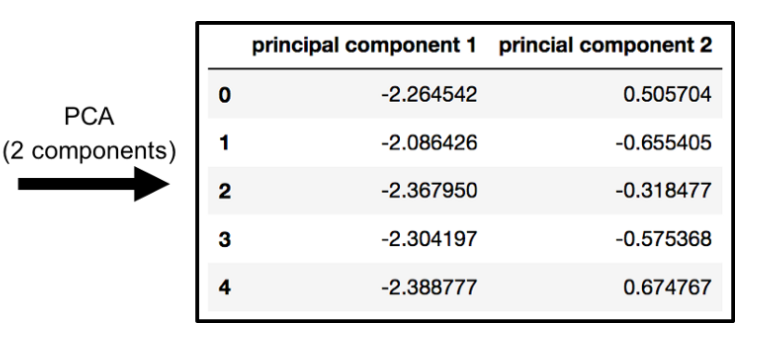 PCA
(2 components)
principal component 1 princial component 2
0 -2.264542 0.505704
1 -2.086426 -0.655405
2 -2.367950 -0.318477
3 -2.304197 -0.575368
4 -2.388777 0.674767